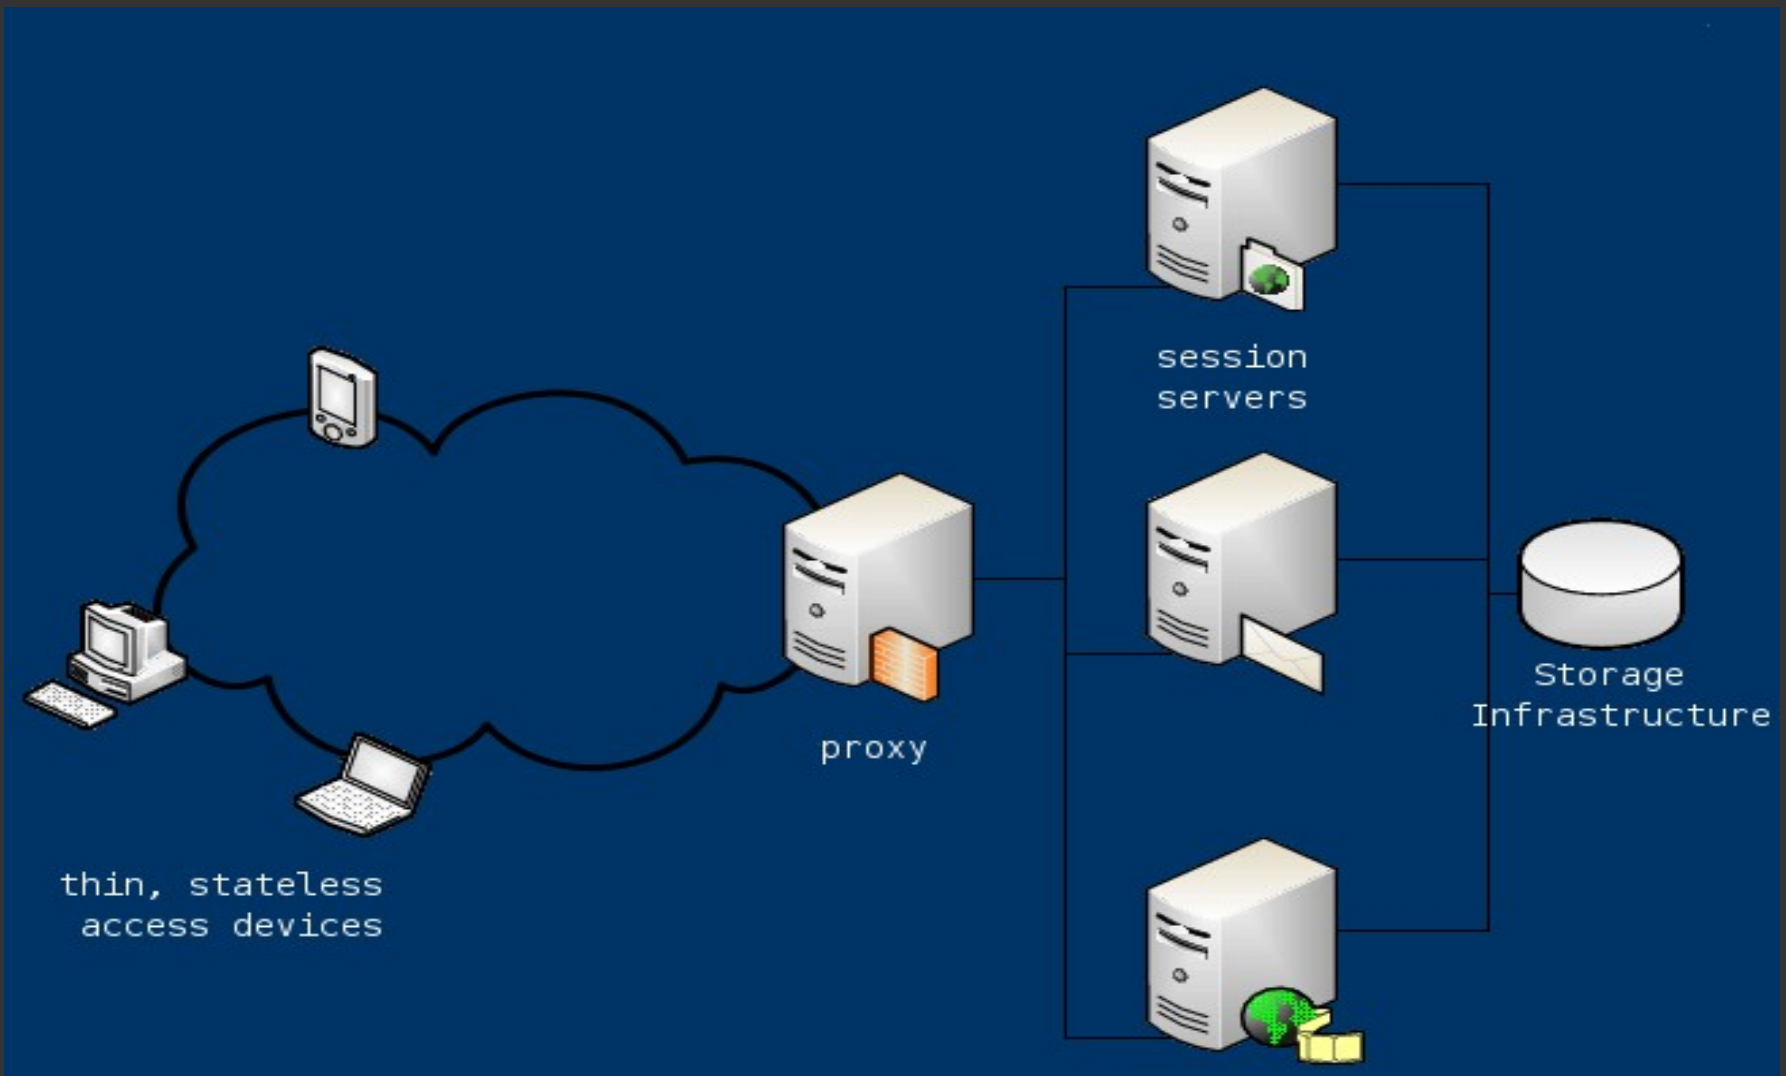 session
servers
Storage
Infrastructure
proxy
thin, stateless
access devices